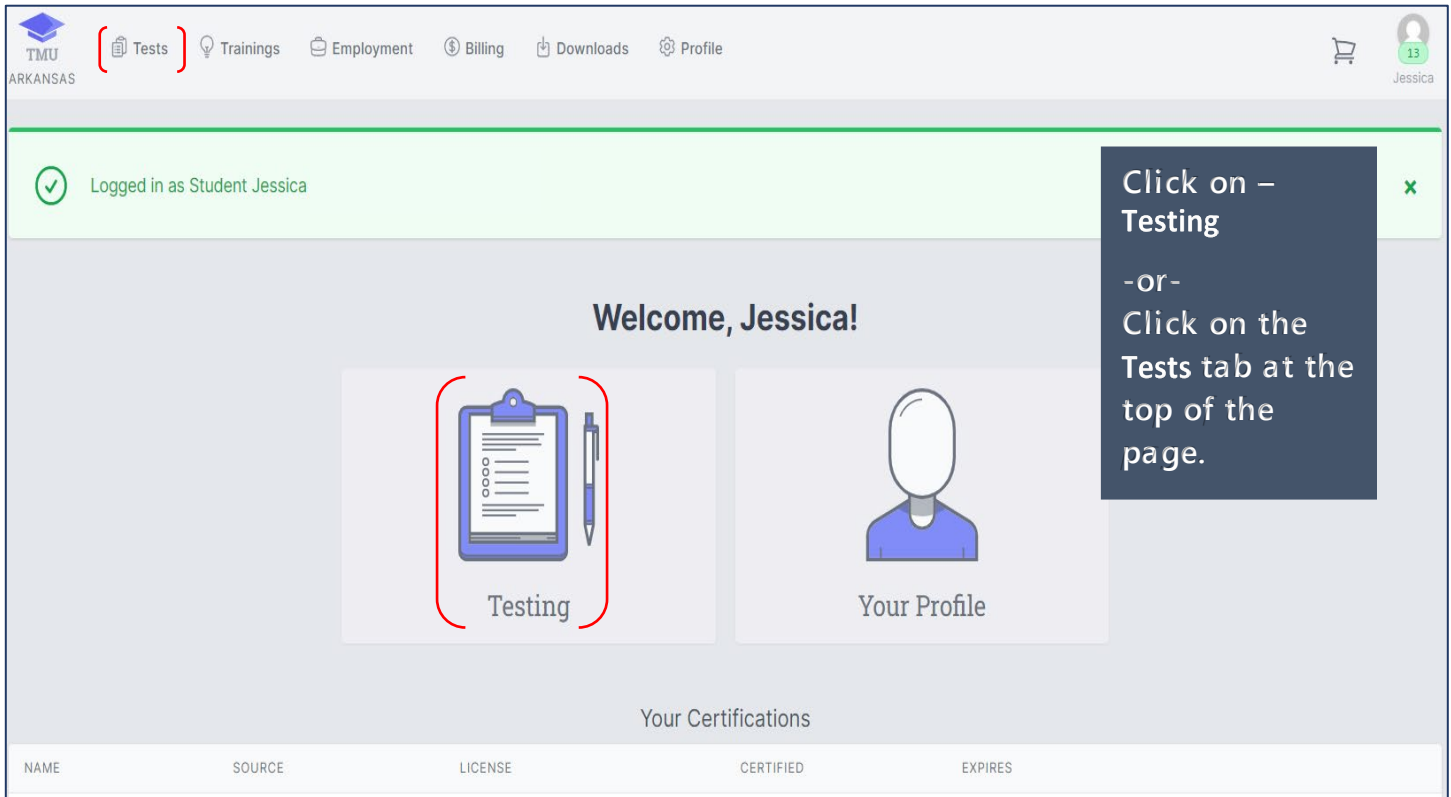 TMU
ARKANSAS
Tests
Trainings
Employment
Billing
Downloads
Profile
13
Jessica
Logged in as Student Jessica
x
Click on –
Testing
-or-
Click on the
Tests tab at the
top of the
page.
Welcome, Jessica!
Testing
Your Profile
Your Certifications
NAME SOURCE LICENSE CERTIFIED EXPIRES